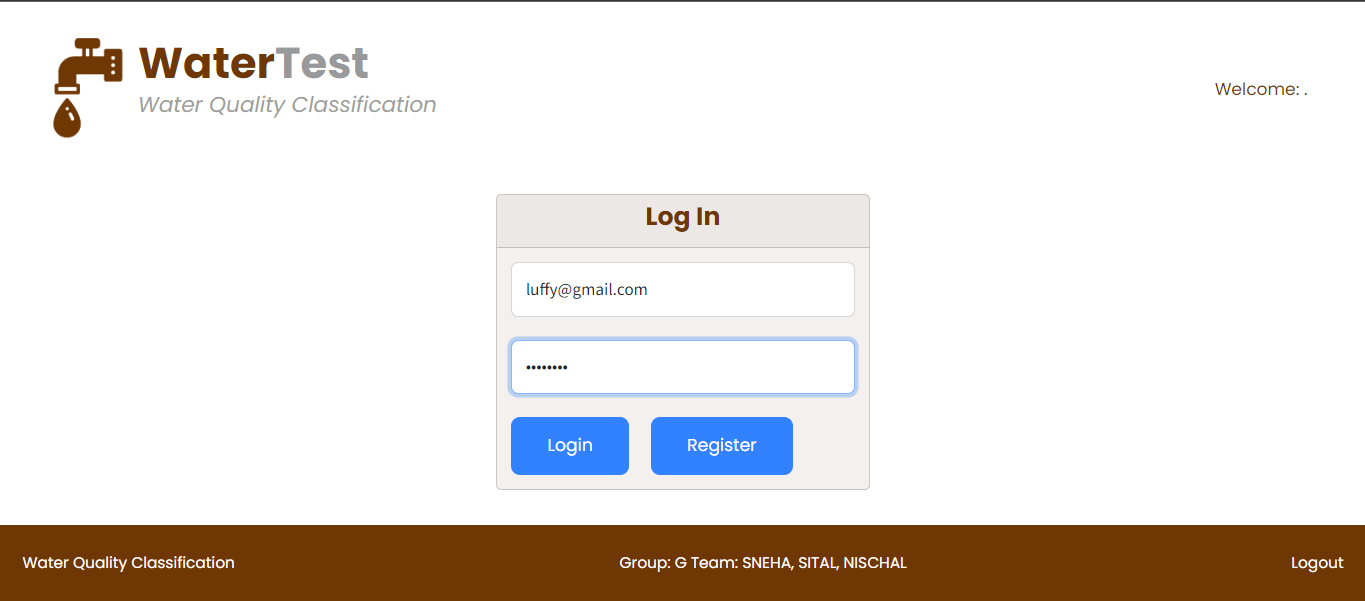 WaterTest
Water Quality Classification
Welcome: .
Log In
luffy@gmail.com
••••••••
Login
Register
Water Quality Classification
Group: G Team: SNEHA, SITAL, NISCHAL
Logout